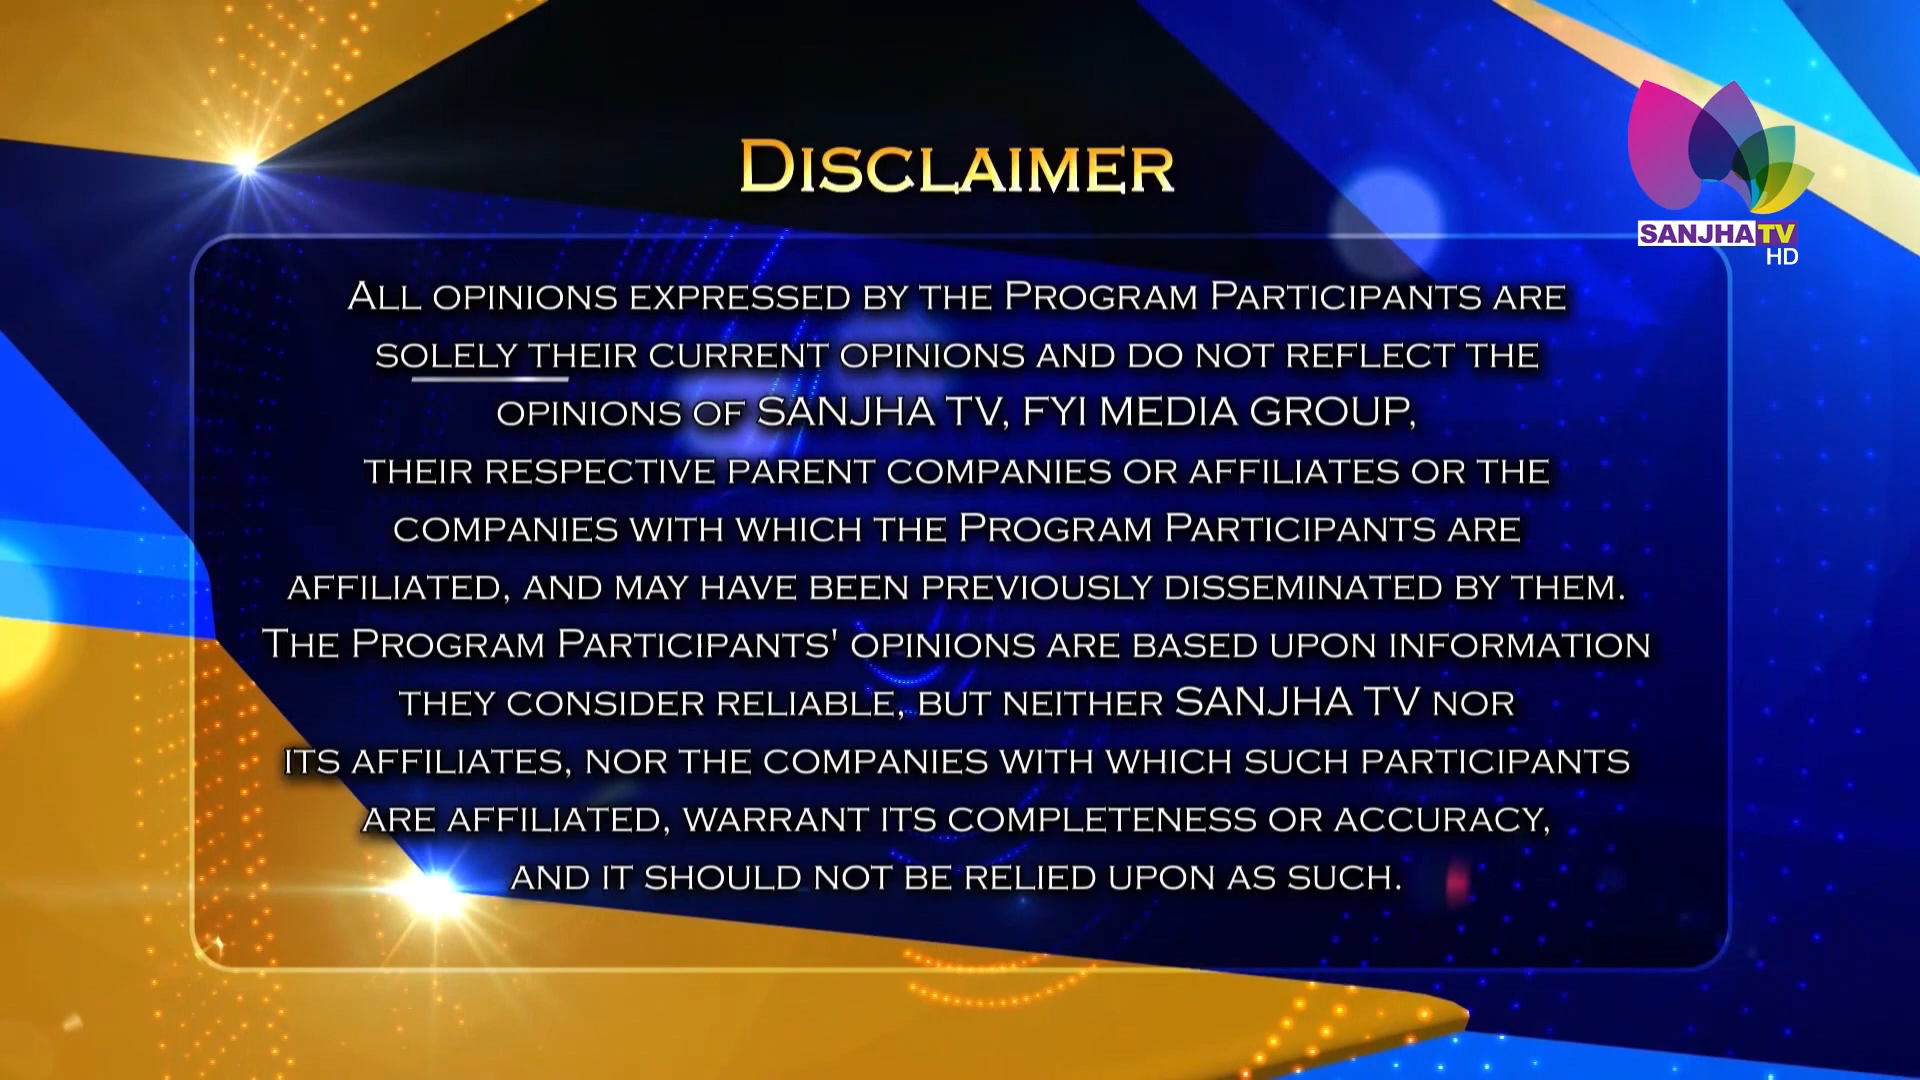 DISCLAIMER
SANJHA TV
HD
ALL OPINIONS EXPRESSED BY THE PROGRAM PARTICIPANTS ARE
SOLELY THEIR CURRENT OPINIONS AND DO NOT REFLECT THE
OPINIONS OF SANJHA TV, FYI MEDIA GROUP,
THEIR RESPECTIVE PARENT COMPANIES OR AFFILIATES OR THE
COMPANIES WITH WHICH THE PROGRAM PARTICIPANTS ARE
AFFILIATED, AND MAY HAVE BEEN PREVIOUSLY DISSEMINATED BY THEM.
THE PROGRAM PARTICIPANTS' OPINIONS ARE BASED UPON INFORMATION
THEY CONSIDER RELIABLE, BUT NEITHER SANJHA TV NOR
ITS AFFILIATES, NOR THE COMPANIES WITH WHICH SUCH PARTICIPANTS
ARE AFFILIATED, WARRANT ITS COMPLETENESS OR ACCURACY,
AND IT SHOULD NOT BE RELIED UPON AS SUCH.